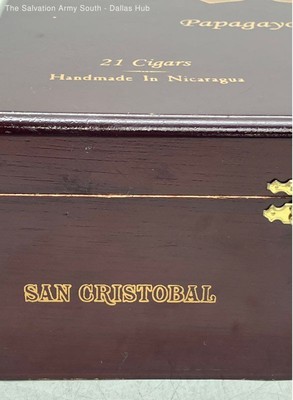 The Salvation Army South - Dallas Hub
Papagayo
21 Cigars
Handmade In Nicaragua
SAN CRISTOBAL